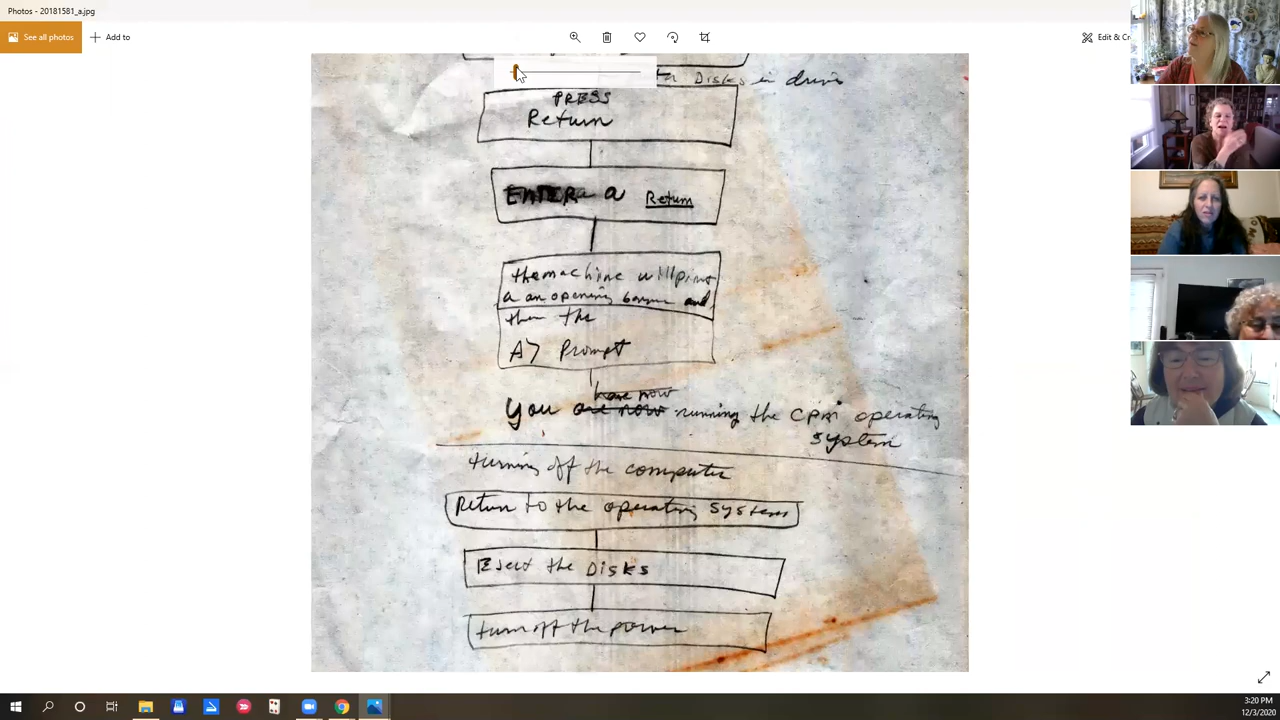 Photos - 20181581_a.jpg
See all photos
Add to
Edit & Cr
Disks in drive
PRESS
Return
ENTER a Return
the machine will print
a an opening banner and
then the
A> Prompt
have now
You are now running the CPM operating
system
turning off the computer
Return to the operating system
Eject the Disks
turn off the power
3:20 PM
12/3/2020